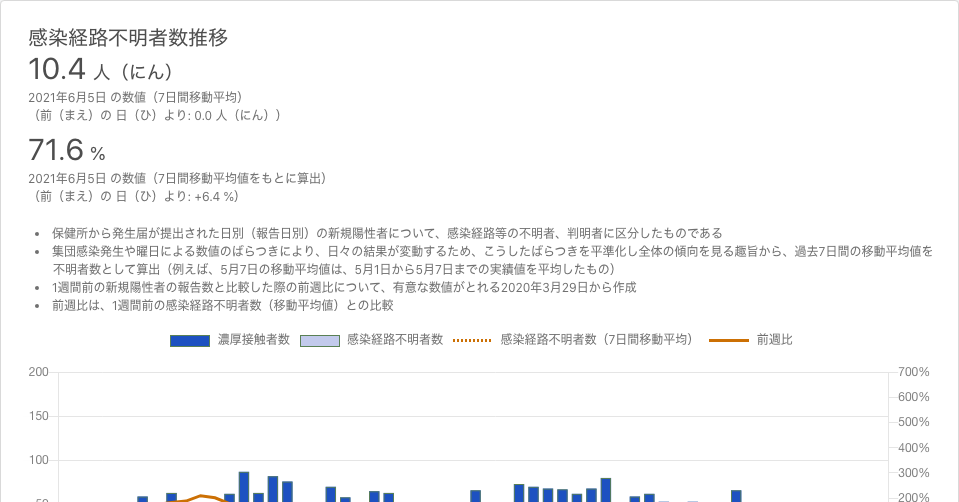 感染経路不明者数推移
10.4 人（にん）
2021年6月5日 の数値（7日間移動平均）
（前（まえ）の 日（ひ）より: 0.0 人（にん））
71.6 %
2021年6月5日 の数値（7日間移動平均値をもとに算出）
（前（まえ）の 日（ひ）より: +6.4 %）
• 保健所から発生届が提出された日別（報告日別）の新規陽性者について、感染経路等の不明者、判明者に区分したものである
• 集団感染発生や曜日による数値のばらつきにより、日々の結果が変動するため、こうしたばらつきを平準化し全体の傾向を見る趣旨から、過去7日間の移動平均値を
不明者数として算出（例えば、5月7日の移動平均値は、5月1日から5月7日までの実績値を平均したもの）
• 1週間前の新規陽性者の報告数と比較した際の前週比について、有意な数値がとれる2020年3月29日から作成
• 前週比は、1週間前の感染経路不明者数（移動平均値）との比較
濃厚接触者数 感染経路不明者数 感染経路不明者数（7日間移動平均） 前週比
200 700%
600%
150
500%
400%
100
300%
50 200%